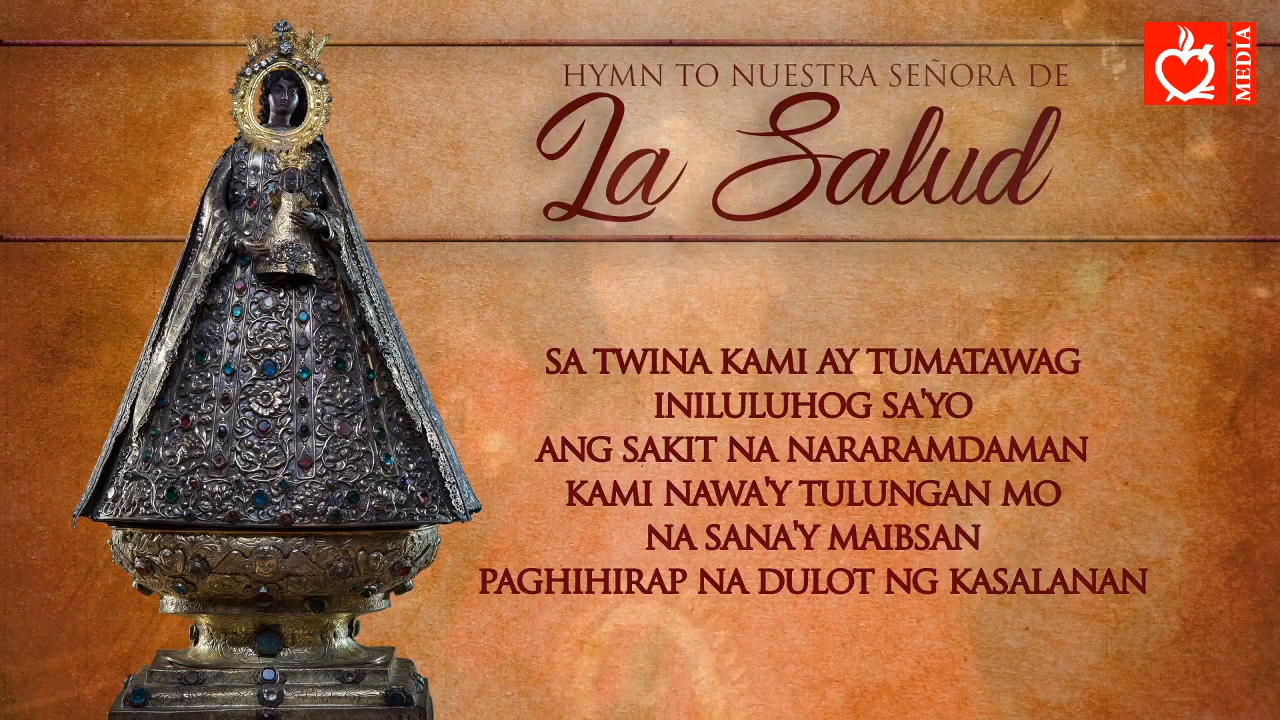 HYMN TO NUESTRA SEÑORA DE
La Salud
MEDIA
SA TWINA KAMI AY TUMATAWAG
INILULUHOG SA'YO
ANG SAKIT NA NARARAMDAMAN
KAMI NAWA'Y TULUNGAN MO
NA SANA'Y MAIBSAN
PAGHIHIRAP NA DULOT NG KASALANAN